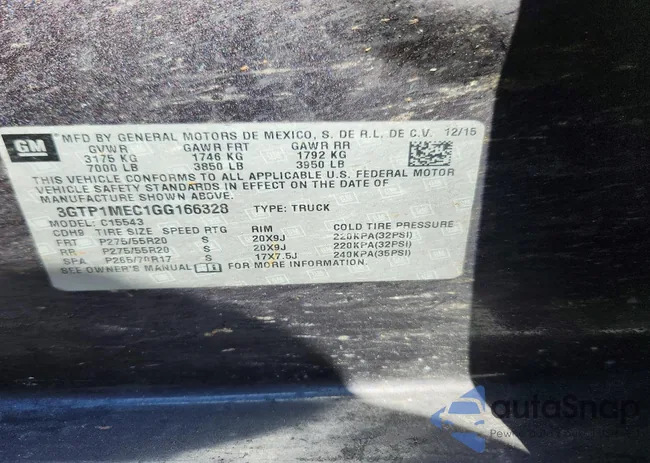 GM
MFD BY GENERAL MOTORS DE MEXICO, S. DE R.L. DE C.V. 12/15
GVWR GAWR FRT GAWR RR
3175 KG 1746 KG 1792 KG
7000 LB 3850 LB 3950 LB
THIS VEHICLE CONFORMS TO ALL APPLICABLE U.S. FEDERAL MOTOR
VEHICLE SAFETY STANDARDS IN EFFECT ON THE DATE OF
MANUFACTURE SHOWN ABOVE.
3GTP1MEC1GG166328 TYPE: TRUCK
C15543
CDH9 TIRE SIZE SPEED RTG RIM COLD TIRE PRESSURE
FRT P275/55R20 S 20X9J 220KPA(32PSI)
RR P275/55R20 S 20X9J 220KPA(32PSI)
SPA P265/70R17 S 17X7.5J 240KPA(35PSI)
SEE OWNER'S MANUAL FOR MORE INFORMATION.
autoSnap